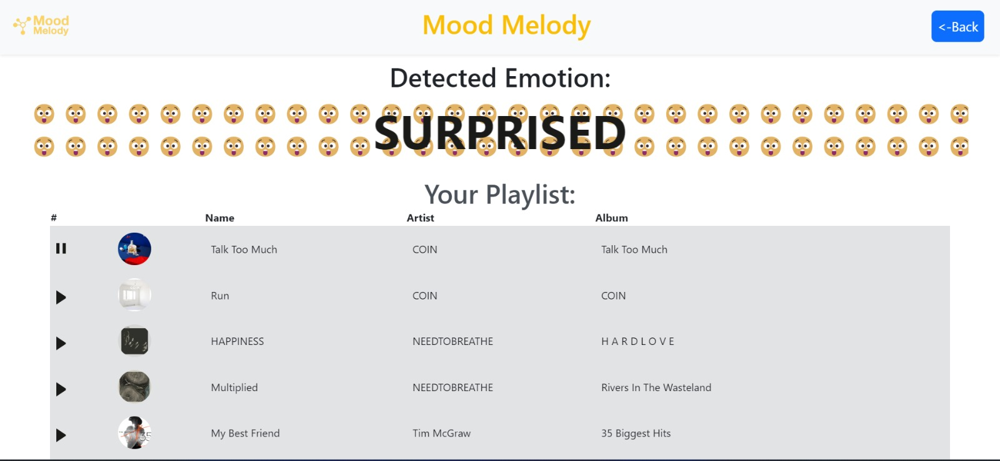 Mood
Melody
Mood Melody
<-Back
Detected Emotion:
SURPRISED
Your Playlist:
# Name Artist Album
Talk Too Much COIN Talk Too Much
Run COIN COIN
HAPPINESS NEEDTOBREATHE H A R D L O V E
Multiplied NEEDTOBREATHE Rivers In The Wasteland
My Best Friend Tim McGraw 35 Biggest Hits
35